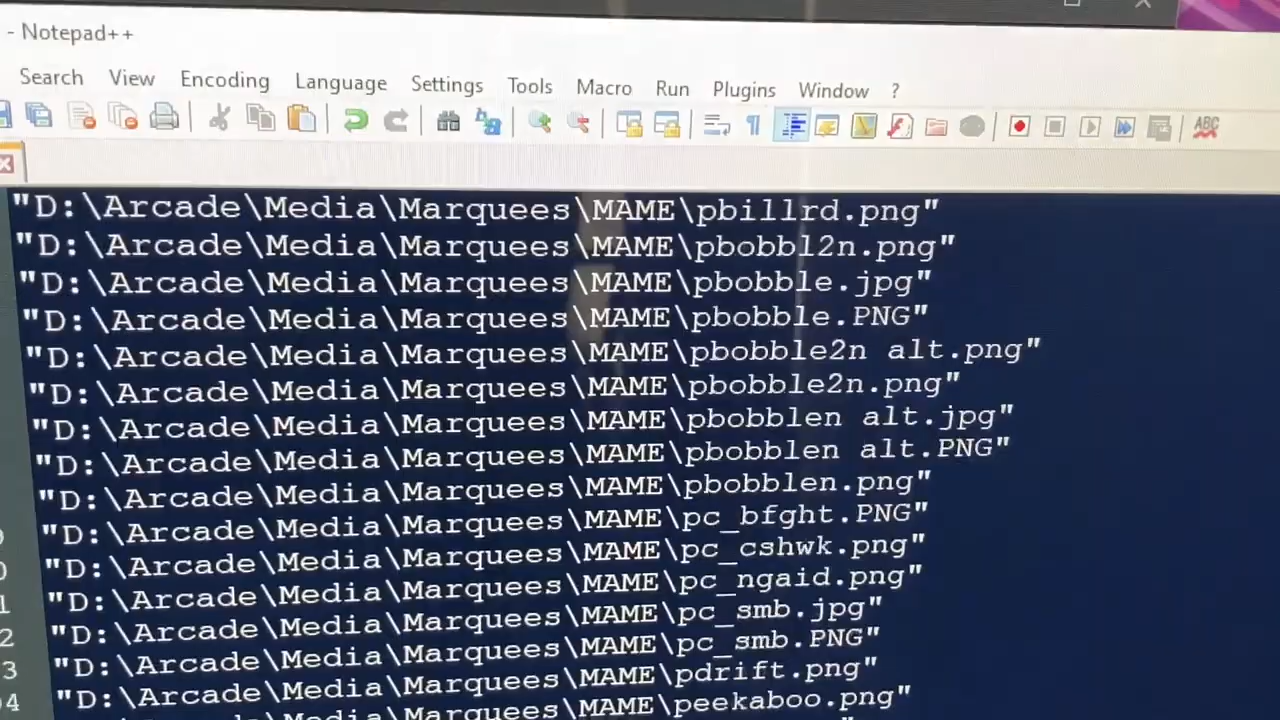 - Notepad++
Search View Encoding Language Settings Tools Macro Run Plugins Window ?
ABC
"D:\Arcade\Media\Marquees\MAME\pbillrd.png"
"D:\Arcade\Media\Marquees\MAME\pbobbl2n.png"
"D:\Arcade\Media\Marquees\MAME\pbobble.jpg"
"D:\Arcade\Media\Marquees\MAME\pbobble.PNG"
"D:\Arcade\Media\Marquees\MAME\pbobble2n alt.png"
"D:\Arcade\Media\Marquees\MAME\pbobble2n.png"
"D:\Arcade\Media\Marquees\MAME\pbobblen alt.jpg"
"D:\Arcade\Media\Marquees\MAME\pbobblen alt.PNG"
"D:\Arcade\Media\Marquees\MAME\pbobblen.png"
"D:\Arcade\Media\Marquees\MAME\pc_bfght.PNG"
"D:\Arcade\Media\Marquees\MAME\pc_cshwk.png"
"D:\Arcade\Media\Marquees\MAME\pc_ngaid.png"
"D:\Arcade\Media\Marquees\MAME\pc_smb.jpg"
"D:\Arcade\Media\Marquees\MAME\pc_smb.PNG"
"D:\Arcade\Media\Marquees\MAME\pdrift.png"
"D:\Arcade\Media\Marquees\MAME\peekaboo.png"